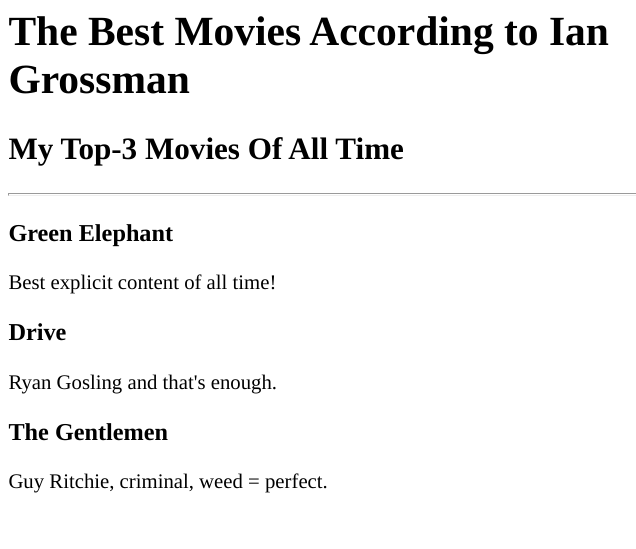 The Best Movies According to Ian
Grossman
My Top-3 Movies Of All Time
Green Elephant
Best explicit content of all time!
Drive
Ryan Gosling and that's enough.
The Gentlemen
Guy Ritchie, criminal, weed = perfect.